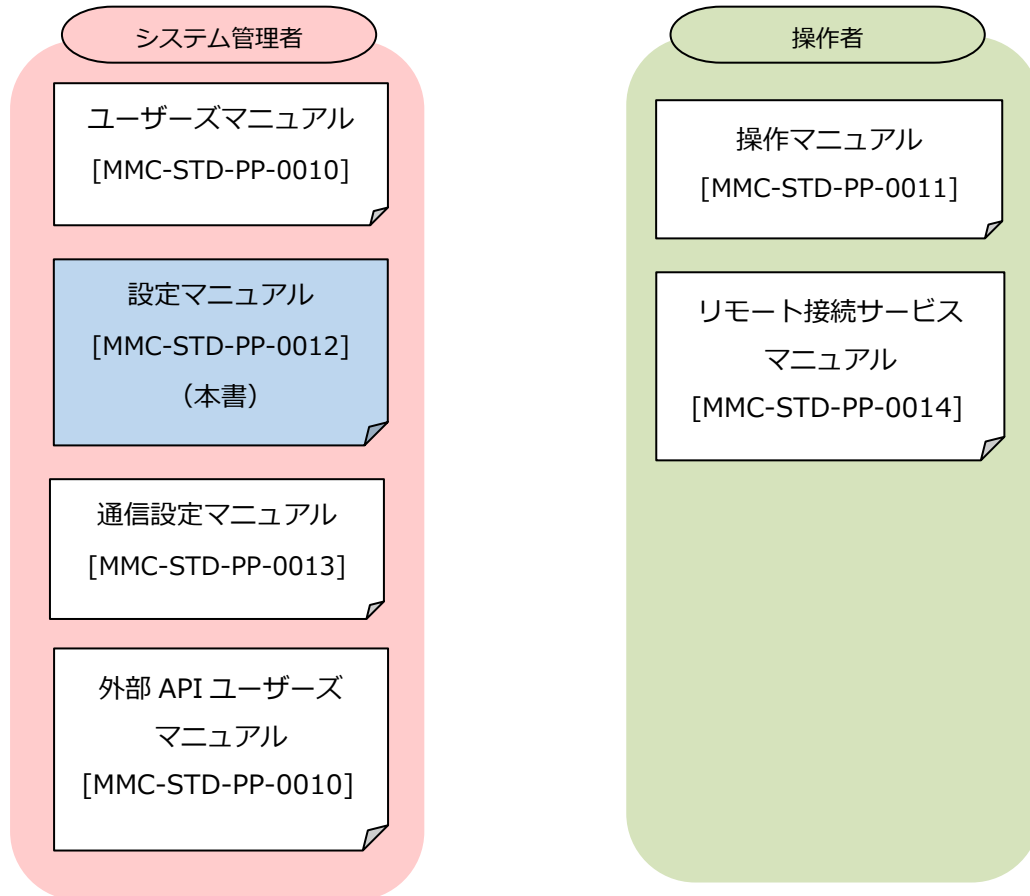 システム管理者
ユーザーズマニュアル
[MMC-STD-PP-0010]
設定マニュアル
[MMC-STD-PP-0012]
（本書）
通信設定マニュアル
[MMC-STD-PP-0013]
外部 API ユーザーズ
マニュアル
[MMC-STD-PP-0010]
操作者
操作マニュアル
[MMC-STD-PP-0011]
リモート接続サービス
マニュアル
[MMC-STD-PP-0014]